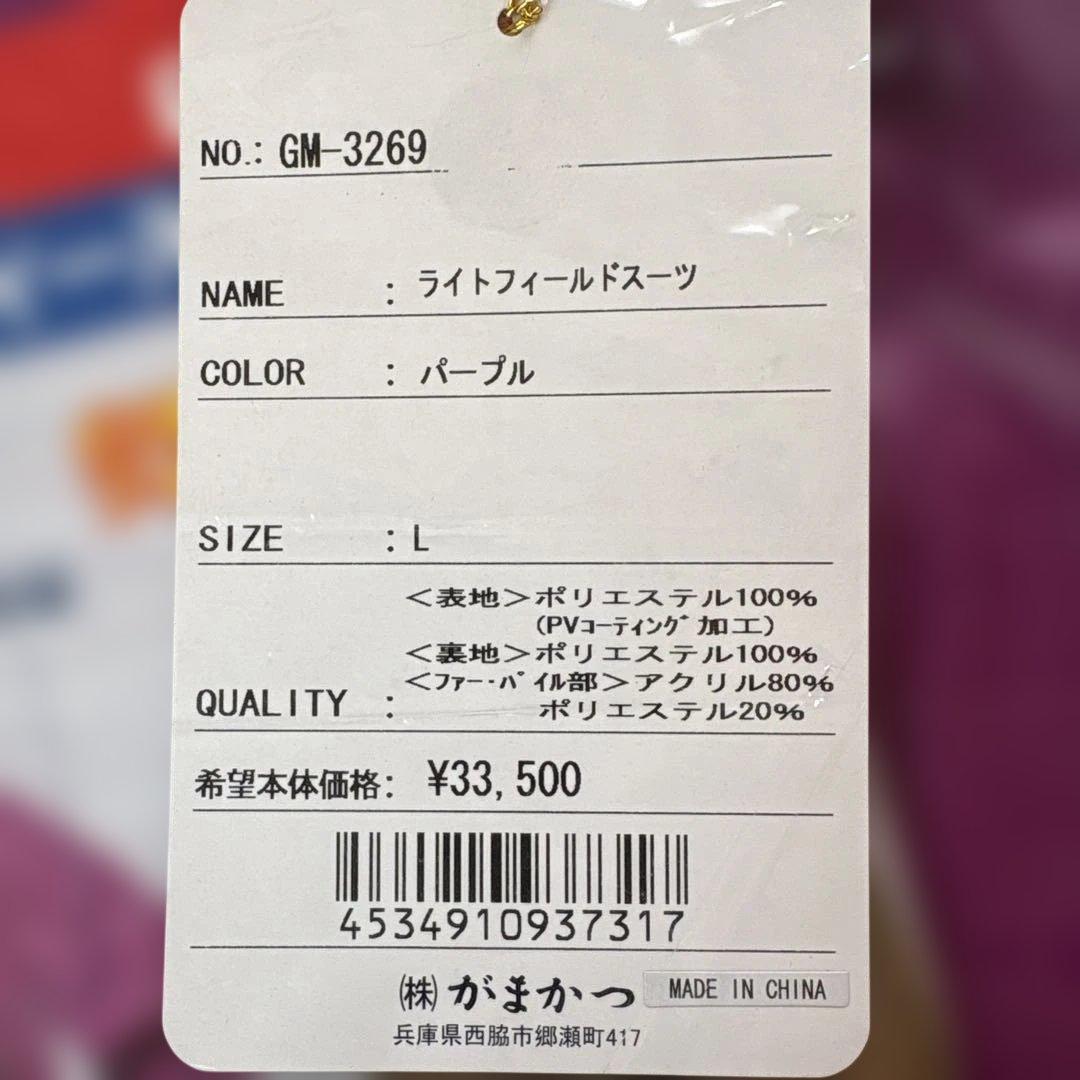 NO.: GM-3269
NAME : ライトフィールドスーツ
COLOR : パープル
SIZE : L
<表地>ポリエステル100%
(PVコーティング加工)
<裏地>ポリエステル100%
<ファー・パイル部>アクリル80%
QUALITY : ポリエステル20%
希望本体価格: ¥33,500
4534910937317
(株)がまかつ MADE IN CHINA
兵庫県西脇市郷瀬町417